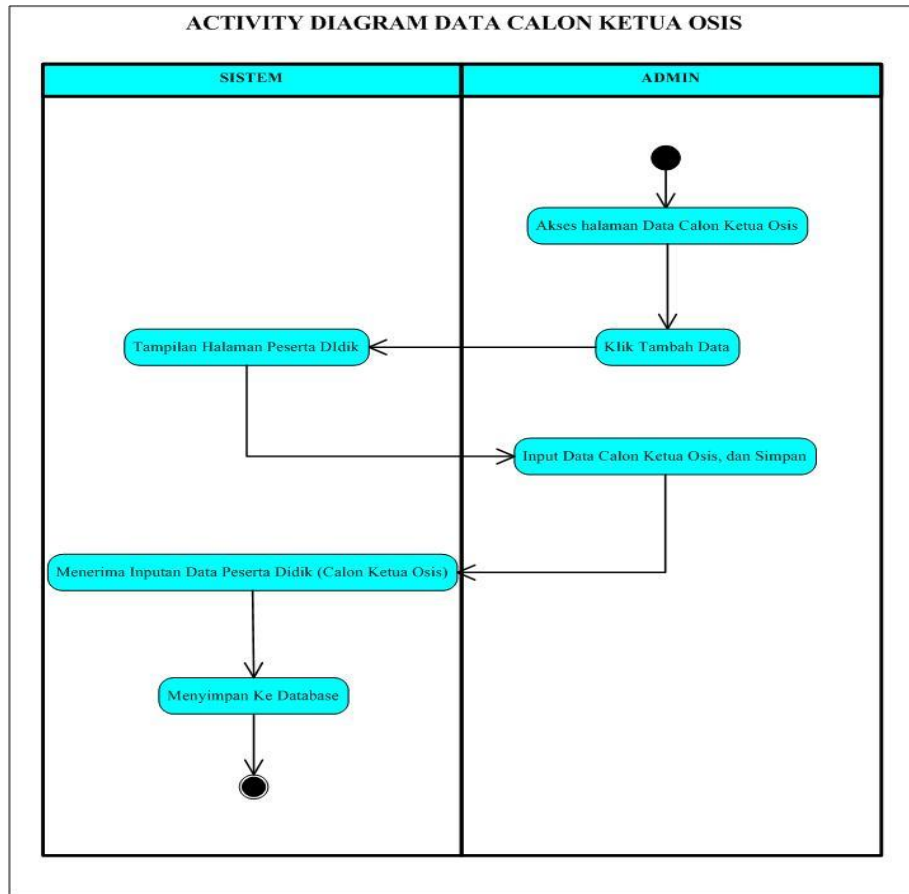 ACTIVITY DIAGRAM DATA CALON KETUA OSIS
SISTEM
ADMIN
Akses halaman Data Calon Ketua Osis
Tampilan Halaman Peserta DIdik
Klik Tambah Data
Input Data Calon Ketua Osis, dan Simpan
Menerima Inputan Data Peserta Didik (Calon Ketua Osis)
Menyimpan Ke Database